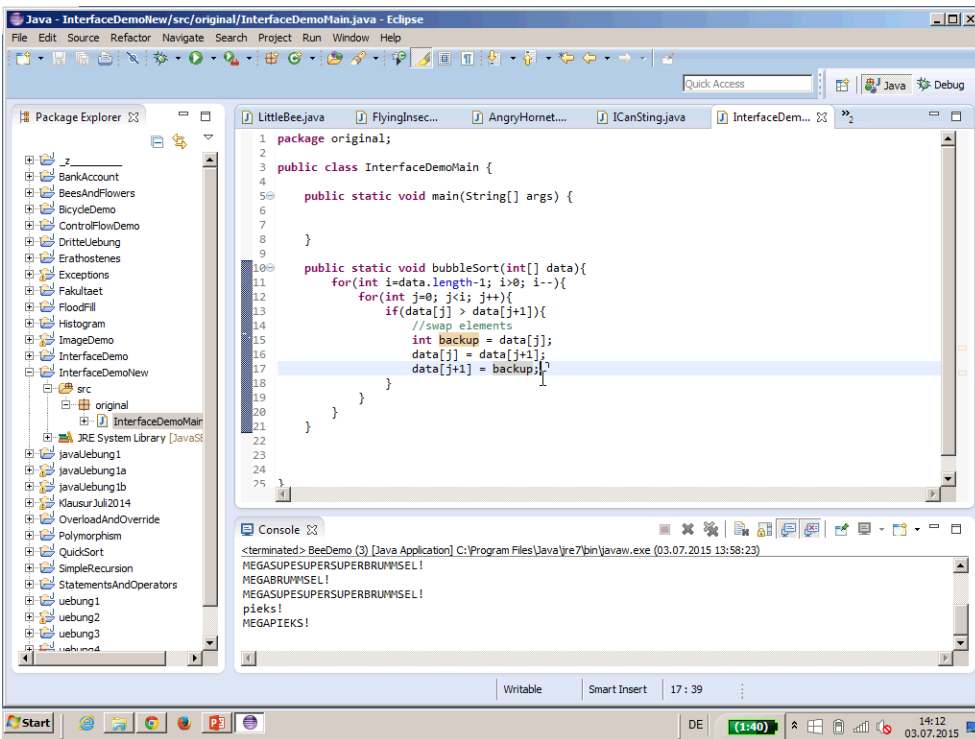 Java - InterfaceDemoNew/src/original/InterfaceDemoMain.java - Eclipse
File Edit Source Refactor Navigate Search Project Run Window Help
Quick Access
Java
Debug
Package Explorer
_z_________
BankAccount
BeesAndFlowers
BicycleDemo
ControlFlowDemo
DritteUebung
Erathostenes
Exceptions
Fakultaet
FloodFill
Histogram
ImageDemo
InterfaceDemo
InterfaceDemoNew
src
original
InterfaceDemoMain
JRE System Library [JavaSE
javaUebung1
javaUebung1a
javaUebung1b
KlausurJuli2014
OverloadAndOverride
Polymorphism
QuickSort
SimpleRecursion
StatementsAndOperators
uebung1
uebung2
uebung3
uebung4
LittleBee.java FlyingInsec... AngryHornet.... ICanSting.java InterfaceDem... »2
1 package original;
2
3 public class InterfaceDemoMain {
4
5 public static void main(String[] args) {
6
7
8 }
9
10 public static void bubbleSort(int[] data){
11 for(int i=data.length-1; i>0; i--){
12 for(int j=0; j<i; j++){
13 if(data[j] > data[j+1]){
14 //swap elements
15 int backup = data[j];
16 data[j] = data[j+1];
17 data[j+1] = backup;
18 }
19 }
20 }
21 }
22
23
24
25 }
Console
<terminated> BeeDemo (3) [Java Application] C:\Program Files\Java\jre7\bin\javaw.exe (03.07.2015 13:58:23)
MEGASUPESUPERSUPERBRUMMSEL!
MEGABRUMMSEL!
MEGASUPESUPERSUPERBRUMMSEL!
pieks!
MEGAPIEKS!
Writable Smart Insert 17 : 39
Start
DE
(1:40)
14:12
03.07.2015